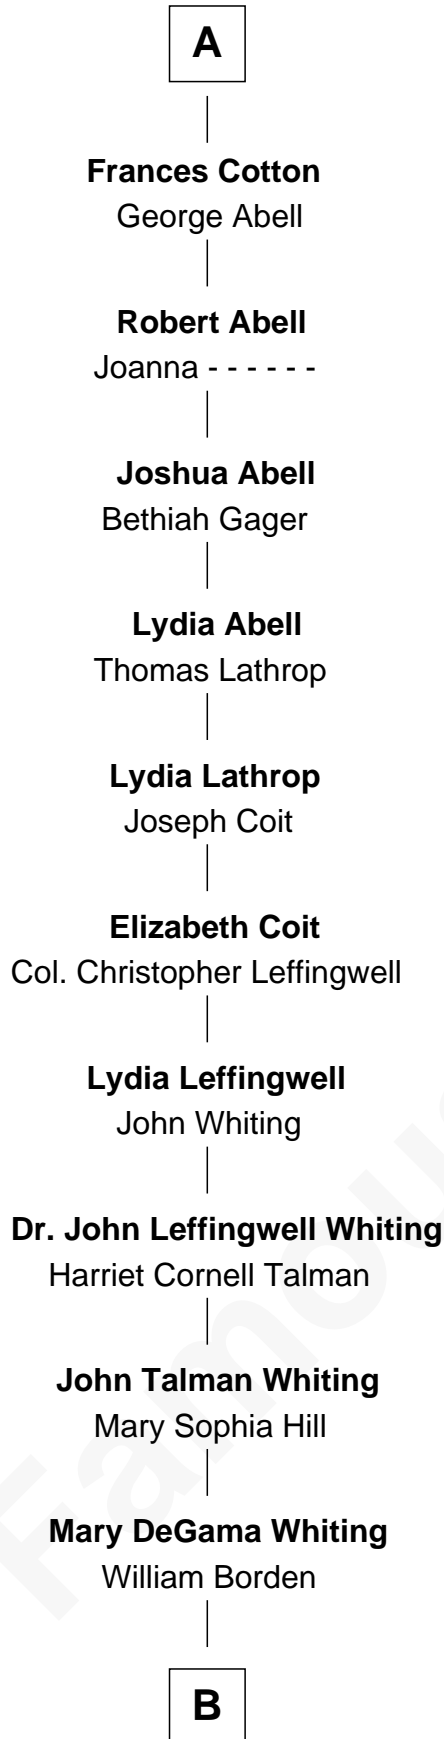 A
Frances Cotton
George Abell
Robert Abell
Joanna - - - - - -
Joshua Abell
Bethiah Gager
Lydia Abell
Thomas Lathrop
Lydia Lathrop
Joseph Coit
Elizabeth Coit
Col. Christopher Leffingwell
Lydia Leffingwell
John Whiting
Dr. John Leffingwell Whiting
Harriet Cornell Talman
John Talman Whiting
Mary Sophia Hill
Mary DeGama Whiting
William Borden
B
Famou